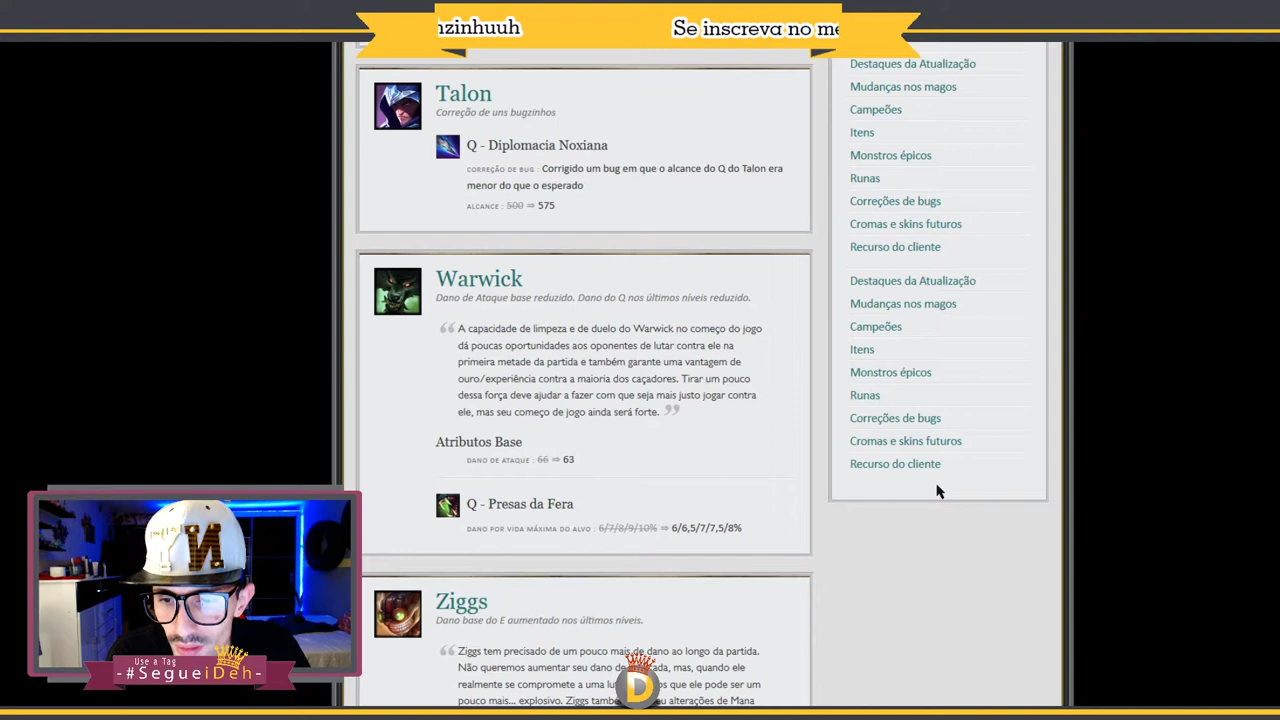 nzinhuuh
Se inscreva no me
Talon
Correção de uns bugzinhos
Q - Diplomacia Noxiana
CORREÇÃO DE BUG : Corrigido um bug em que o alcance do Q do Talon era
menor do que o esperado
ALCANCE : 500 ⇒ 575
Warwick
Dano de Ataque base reduzido. Dano do Q nos últimos níveis reduzido.
A capacidade de limpeza e de duelo do Warwick no começo do jogo
dá poucas oportunidades aos oponentes de lutar contra ele na
primeira metade da partida e também garante uma vantagem de
ouro/experiência contra a maioria dos caçadores. Tirar um pouco
dessa força deve ajudar a fazer com que seja mais justo jogar contra
ele, mas seu começo de jogo ainda será forte.
Atributos Base
DANO DE ATAQUE : 66 ⇒ 63
Q - Presas da Fera
DANO POR VIDA MÁXIMA DO ALVO : 6/7/8/9/10% ⇒ 6/6,5/7/7,5/8%
Ziggs
Dano base do E aumentado nos últimos níveis.
Ziggs tem precisado de um pouco mais de dano ao longo da partida.
Não queremos aumentar seu dano de mas, quando ele
realmente se compromete a uma que ele pode ser um
pouco mais... explosivo. Ziggs alterações de Mana
Destaques da Atualização
Mudanças nos magos
Campeões
Itens
Monstros épicos
Runas
Correções de bugs
Cromas e skins futuros
Recurso do cliente
Destaques da Atualização
Mudanças nos magos
Campeões
Itens
Monstros épicos
Runas
Correções de bugs
Cromas e skins futuros
Recurso do cliente
Use a Tag
-#SegueiDeh-
D